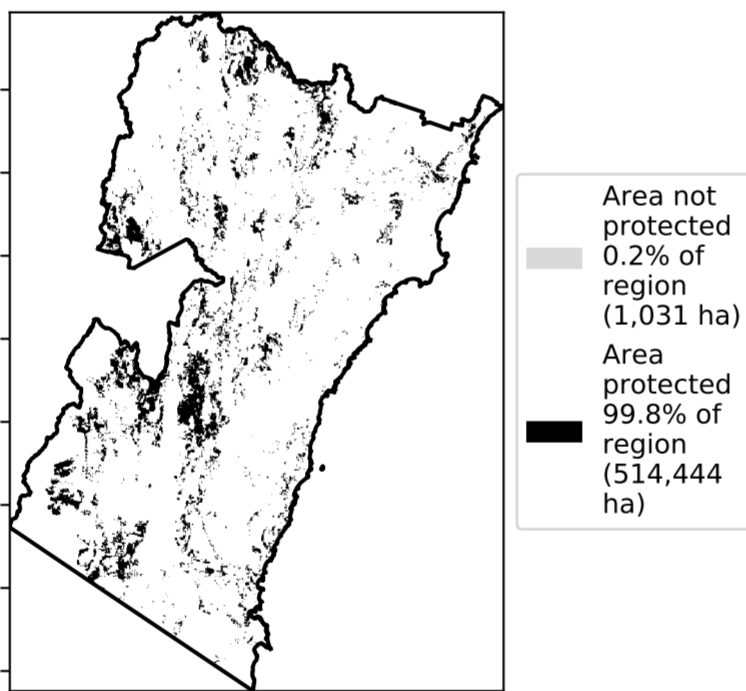 Area not
protected
0.2% of
region
(1,031 ha)
Area
protected
99.8% of
region
(514,444
ha)